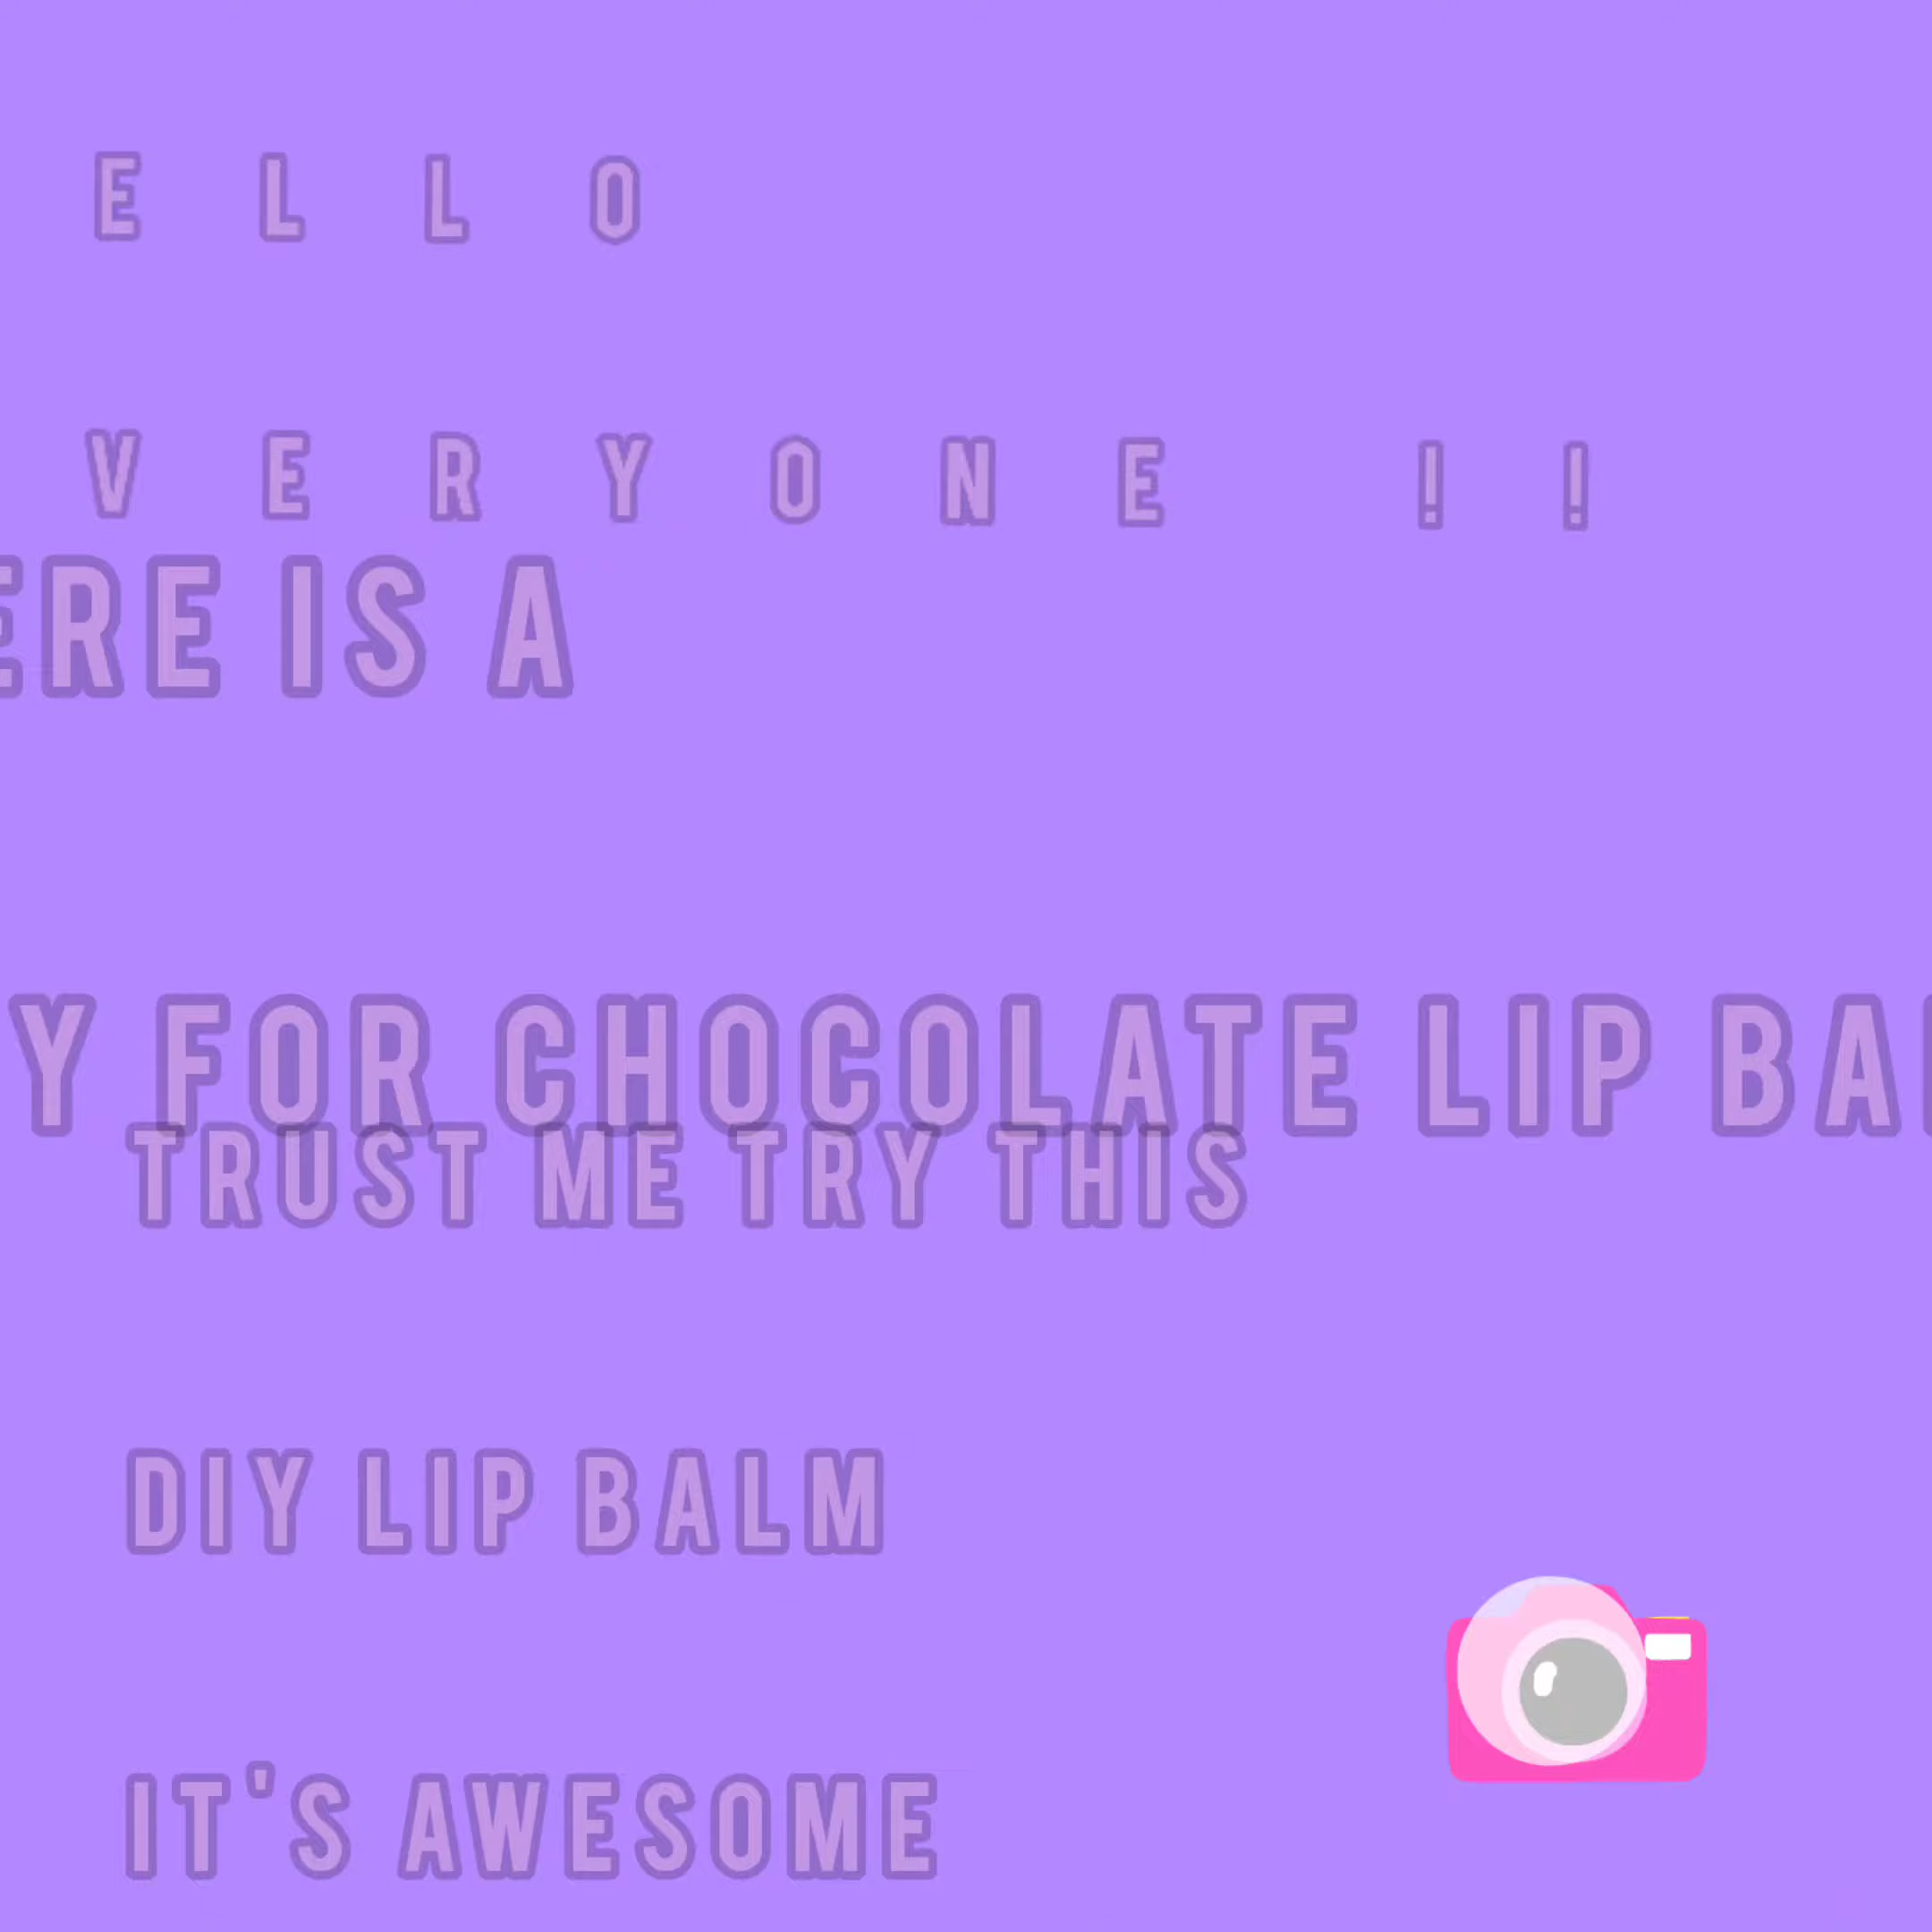 E L L O
V E R Y O N E !!
ERE IS A
Y FOR CHOCOLATE LIP BA
TRUST ME TRY THIS
DIY LIP BALM
IT'S AWESOME